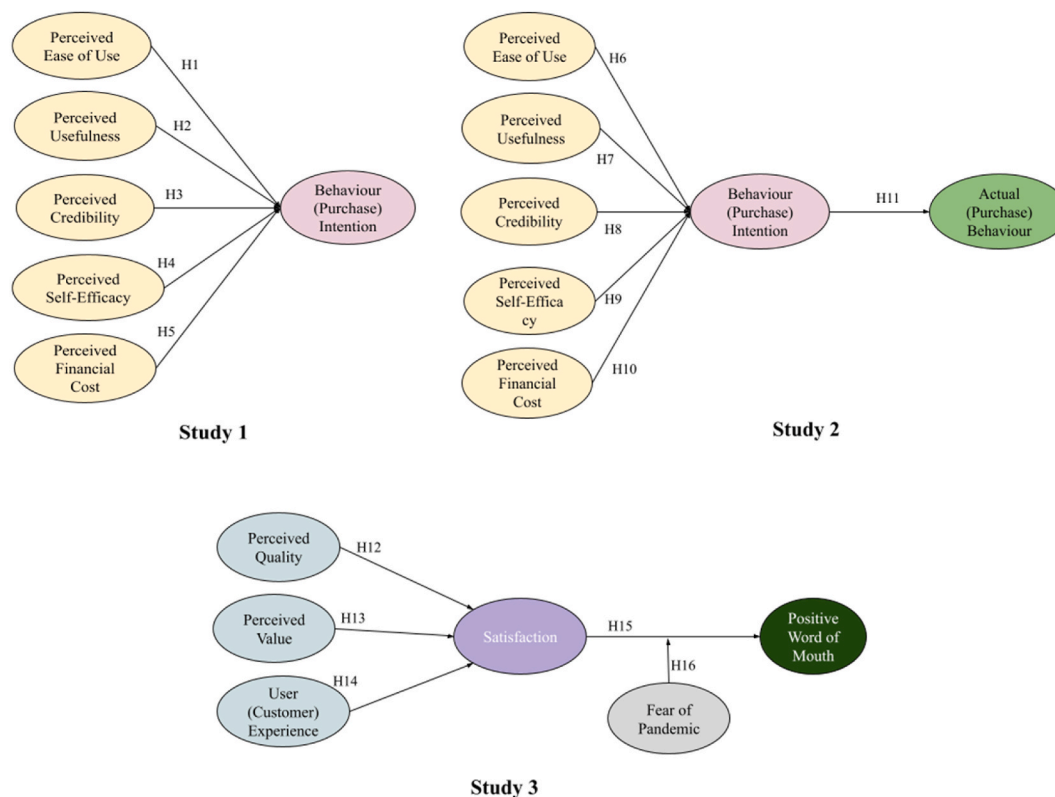 Perceived
Ease of Use
H1
Perceived
Usefulness
H2
Perceived
Credibility
H3
Perceived
Self-Efficacy
H4
Perceived
Financial
Cost
H5
Behaviour
(Purchase)
Intention
Study 1
Perceived
Ease of Use
H6
Perceived
Usefulness
H7
Perceived
Credibility
H8
Perceived
Self-Effica
cy
H9
Perceived
Financial
Cost
H10
Behaviour
(Purchase)
Intention
H11
Actual
(Purchase)
Behaviour
Study 2
Perceived
Quality
H12
Perceived
Value
H13
User
(Customer)
Experience
H14
Satisfaction
H15
H16
Fear of
Pandemic
Positive
Word of
Mouth
Study 3